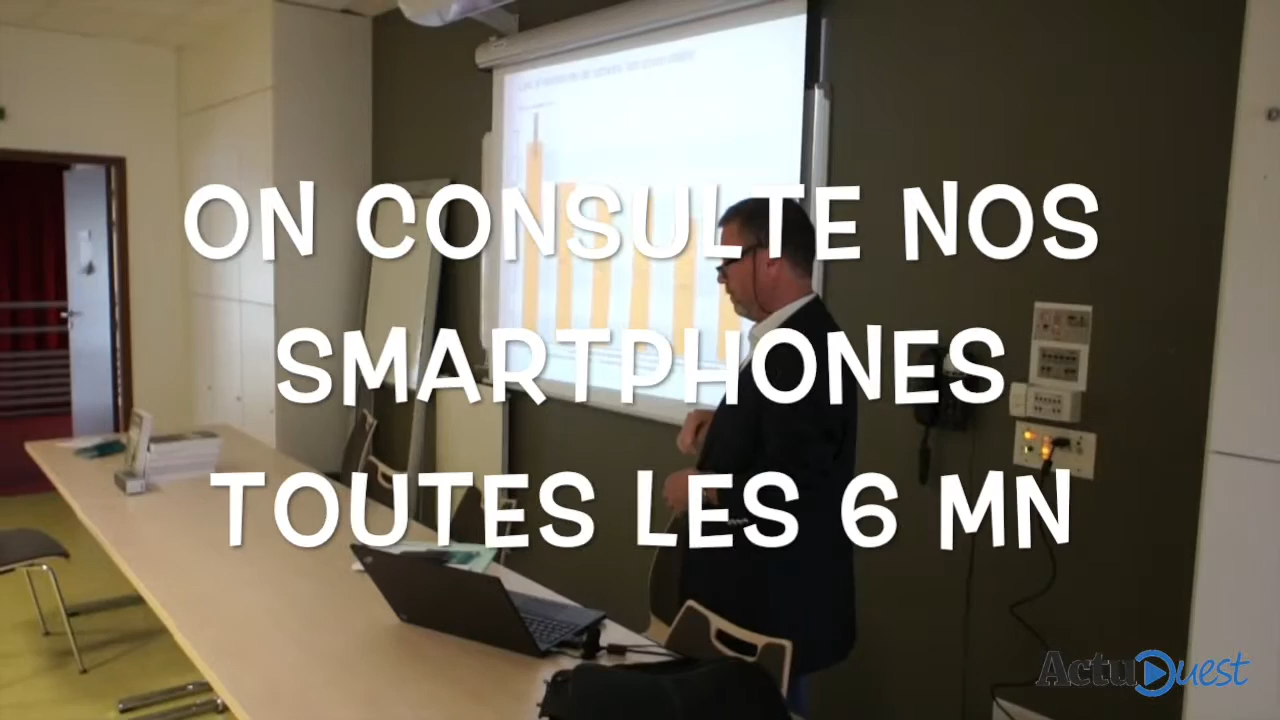 ON CONSULTE NOS
SMARTPHONES
TOUTES LES 6 MN
ActuOuest